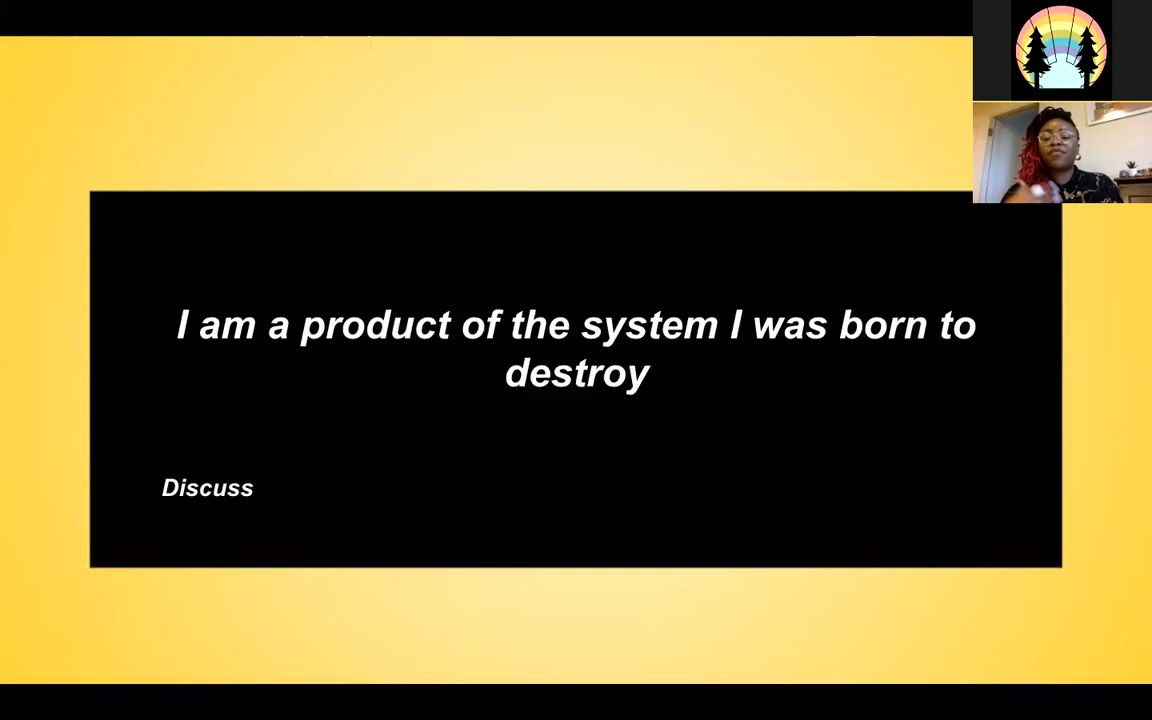 I am a product of the system I was born to
destroy
Discuss